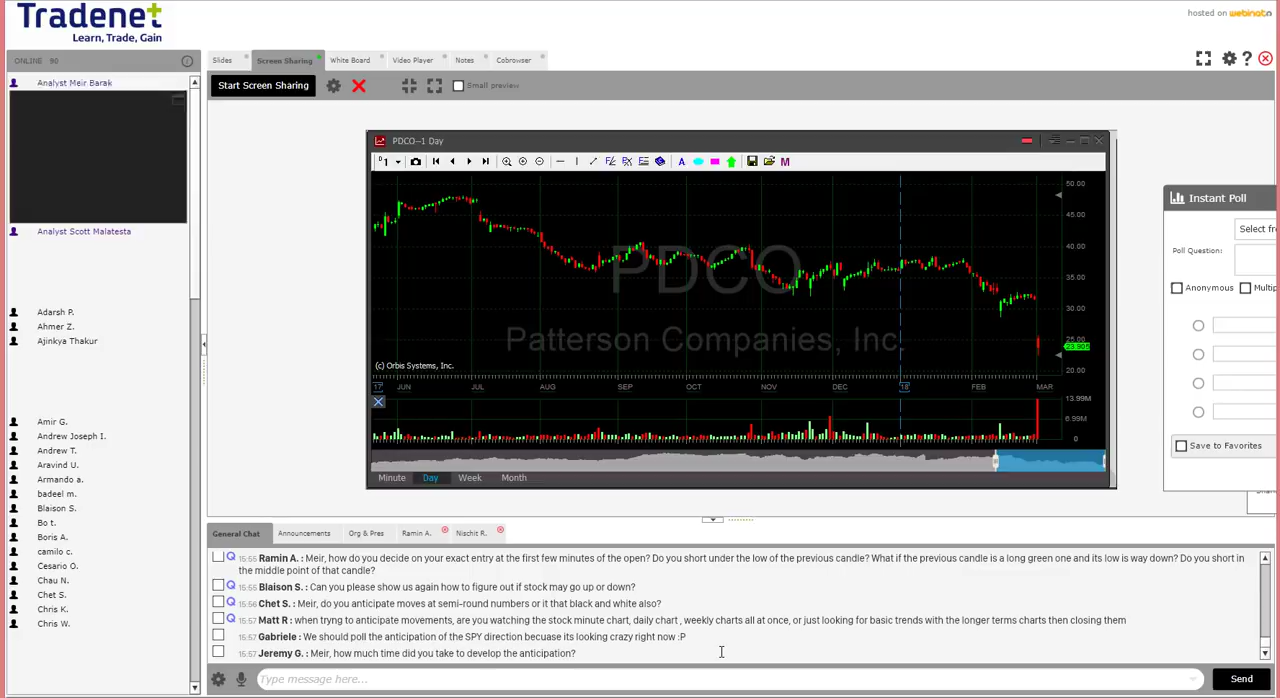 Tradenet
Learn, Trade, Gain
hosted on webinato
ONLINE 90
Slides
Screen Sharing
White Board
Video Player
Notes
Cobrowser
Start Screen Sharing
Small preview
Analyst Meir Barak
Analyst Scott Malatesta
Adarsh P.
Ahmer Z.
Ajinkya Thakur
Amir G.
Andrew Joseph I.
Andrew T.
Aravind U.
Armando a.
badeel m.
Blaison S.
Bo t.
Boris A.
camilo c.
Cesario O.
Chau N.
Chet S.
Chris K.
Chris W.
PDCO--1 Day
D1
A
M
PDCO
Patterson Companies, Inc.
(c) Orbis Systems, Inc.
50.00
45.00
40.00
35.00
30.00
25.00
23.905
20.00
17 JUN JUL AUG SEP OCT NOV DEC 18 FEB MAR
13.99M
6.99M
0
Minute Day Week Month
Instant Poll
Select fr
Poll Question:
Anonymous Multip
Save to Favorites
General Chat
Announcements
Org & Pres
Ramin A.
Nischit R.
15:55 Ramin A. : Meir, how do you decide on your exact entry at the first few minutes of the open? Do you short under the low of the previous candle? What if the previous candle is a long green one and its low is way down? Do you short in
the middle point of that candle?
15:55 Blaison S. : Can you please show us again how to figure out if stock may go up or down?
15:56 Chet S. : Meir, do you anticipate moves at semi-round numbers or it that black and white also?
15:57 Matt R : when tryng to anticipate movements, are you watching the stock minute chart, daily chart , weekly charts all at once, or just looking for basic trends with the longer terms charts then closing them
15:57 Gabriele : We should poll the anticipation of the SPY direction becuase its looking crazy right now :P
15:57 Jeremy G. : Meir, how much time did you take to develop the anticipation?
Type message here...
Send